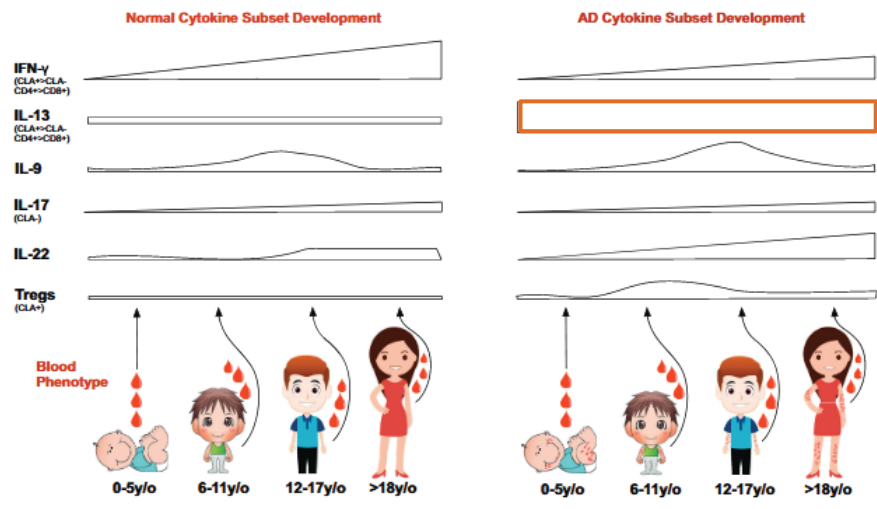 Normal Cytokine Subset Development
AD Cytokine Subset Development
IFN-γ
(CLA+>CLA-
CD4+>CD8+)
IL-13
(CLA+>CLA-
CD4+>CD8+)
IL-9
IL-17
(CLA-)
IL-22
Tregs
(CLA+)
Blood
Phenotype
0-5y/o 6-11y/o 12-17y/o >18y/o
0-5y/o 6-11y/o 12-17y/o >18y/o